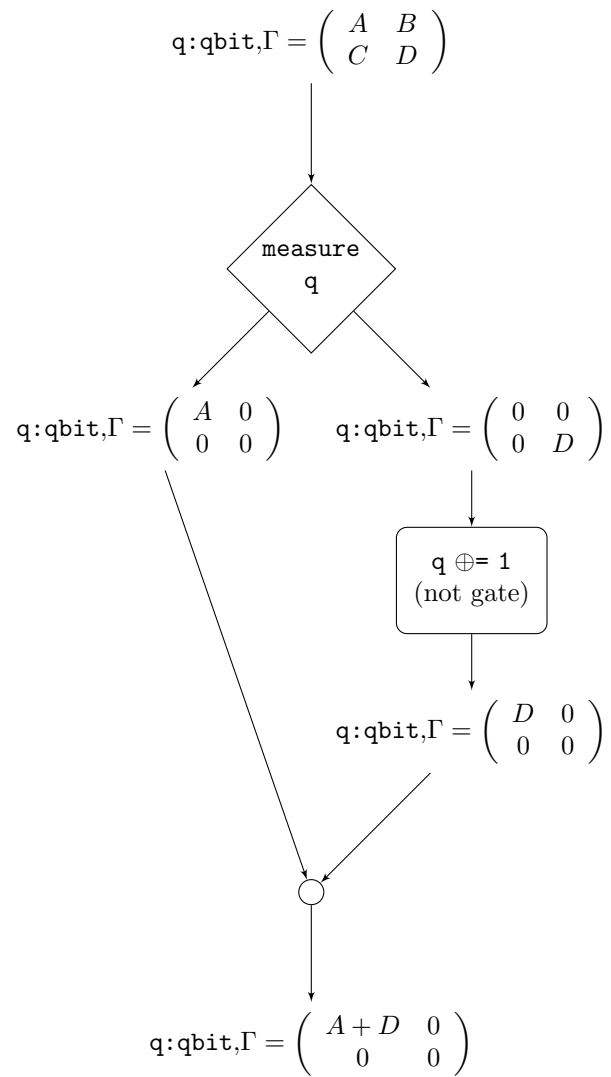 q:qbit,Γ = ( A B
C D )
measure
q
q:qbit,Γ = ( A 0
0 0 )
q:qbit,Γ = ( 0 0
0 D )
q ⊕= 1
(not gate)
q:qbit,Γ = ( D 0
0 0 )
q:qbit,Γ = ( A + D 0
0 0 )